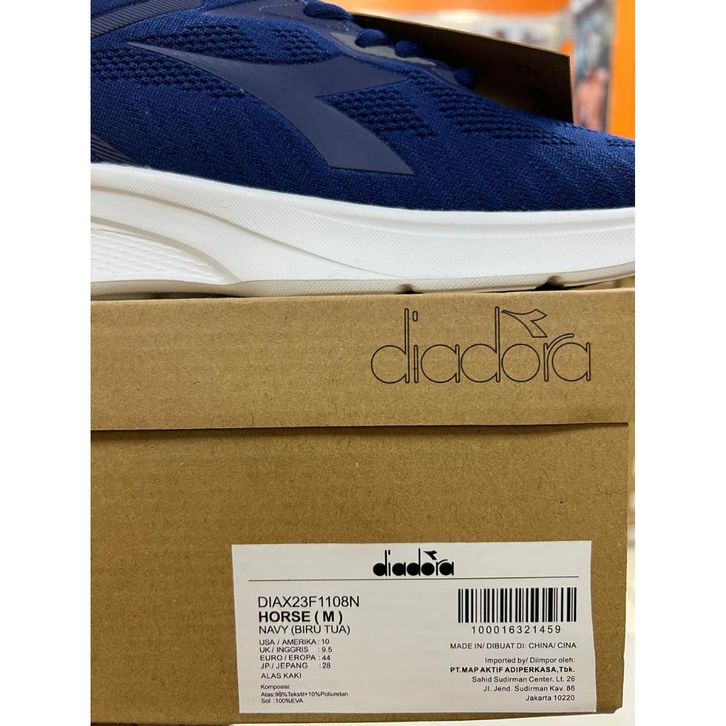 diadora
diadora
DIAX23F1108N
HORSE ( M )
NAVY (BIRU TUA)
USA / AMERIKA : 10
UK / INGGRIS : 9.5
EURO / EROPA : 44
JP / JEPANG : 28
ALAS KAKI
Komposisi:
Atas:90%Tekstil+10%Poliuretan
Sol :100%EVA
100016321459
MADE IN/ DIBUAT DI: CHINA/ CINA
Imported by/ Diimpor oleh:
PT.MAP AKTIF ADIPERKASA,Tbk.
Sahid Sudirman Center. Lt. 26
Jl. Jend. Sudirman Kav. 86
Jakarta 10220